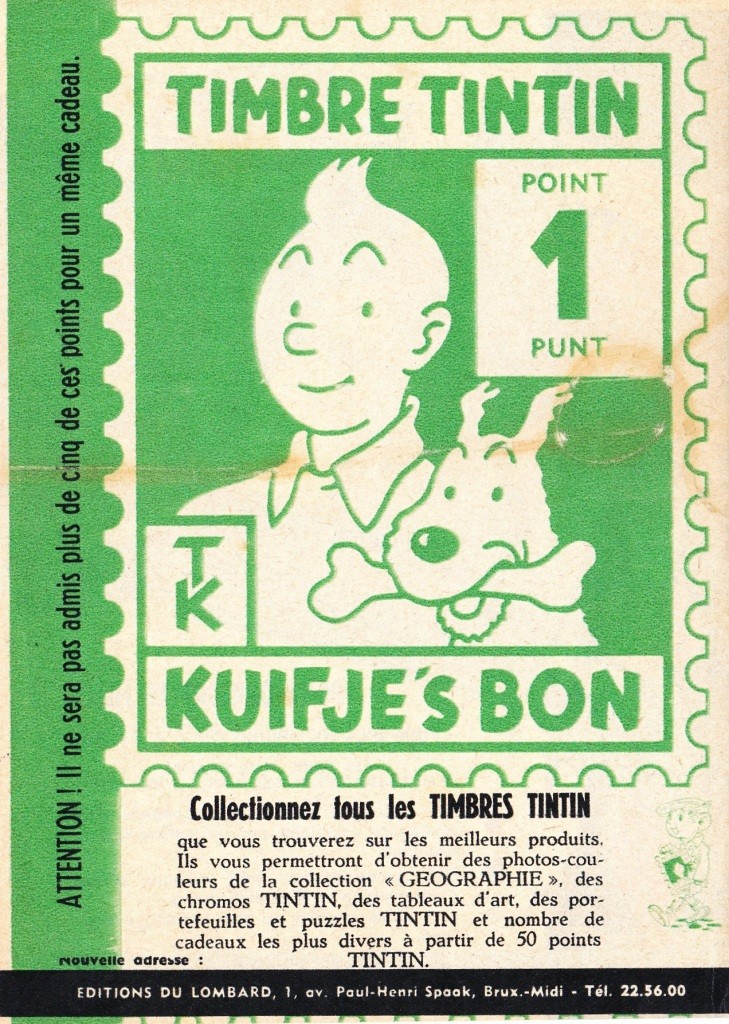 ATTENTION ! Il ne sera pas admis plus de cinq de ces points pour un même cadeau.
TIMBRE TINTIN
POINT
1
PUNT
TK
KUIFJE'S BON
Collectionnez tous les TIMBRES TINTIN
que vous trouverez sur les meilleurs produits.
Ils vous permettront d'obtenir des photos-cou-
leurs de la collection « GEOGRAPHIE », des
chromos TINTIN, des tableaux d'art, des por-
tefeuilles et puzzles TINTIN et nombre de
cadeaux les plus divers à partir de 50 points
TINTIN.
Nouvelle adresse :
EDITIONS DU LOMBARD, 1, av. Paul-Henri Spaak, Brux.-Midi - Tél. 22.56.00